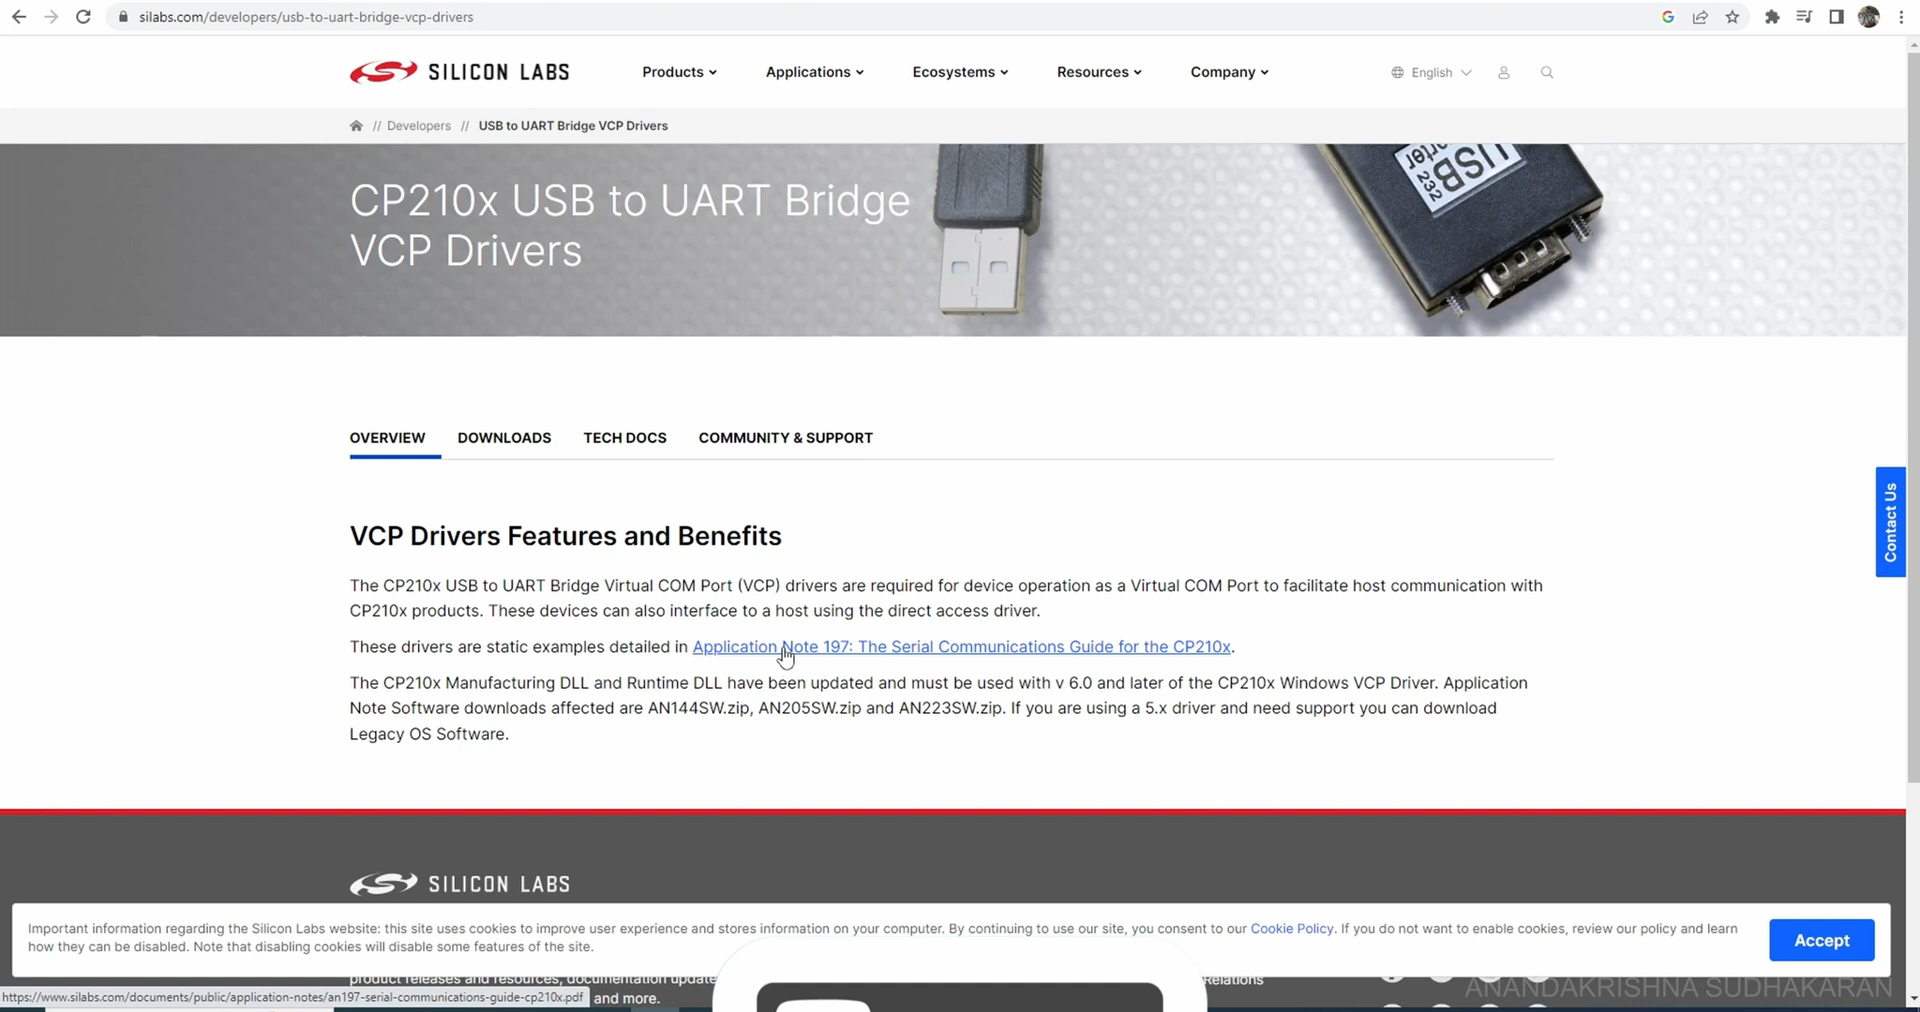 silabs.com/developers/usb-to-uart-bridge-vcp-drivers
SILICON LABS
Products
Applications
Ecosystems
Resources
Company
English
// Developers // USB to UART Bridge VCP Drivers
CP210x USB to UART Bridge
VCP Drivers
USB
232
OVERVIEW
DOWNLOADS
TECH DOCS
COMMUNITY & SUPPORT
Contact Us
VCP Drivers Features and Benefits
The CP210x USB to UART Bridge Virtual COM Port (VCP) drivers are required for device operation as a Virtual COM Port to facilitate host communication with
CP210x products. These devices can also interface to a host using the direct access driver.
These drivers are static examples detailed in Application Note 197: The Serial Communications Guide for the CP210x.
The CP210x Manufacturing DLL and Runtime DLL have been updated and must be used with v 6.0 and later of the CP210x Windows VCP Driver. Application
Note Software downloads affected are AN144SW.zip, AN205SW.zip and AN223SW.zip. If you are using a 5.x driver and need support you can download
Legacy OS Software.
SILICON LABS
Important information regarding the Silicon Labs website: this site uses cookies to improve user experience and stores information on your computer. By continuing to use our site, you consent to our Cookie Policy. If you do not want to enable cookies, review our policy and learn
how they can be disabled. Note that disabling cookies will disable some features of the site.
Accept
product releases and resources, documentation update
Relations
https://www.silabs.com/documents/public/application-notes/an197-serial-communications-guide-cp210x.pdf
and more.
ANANDAKRISHNA SUDHAKARAN